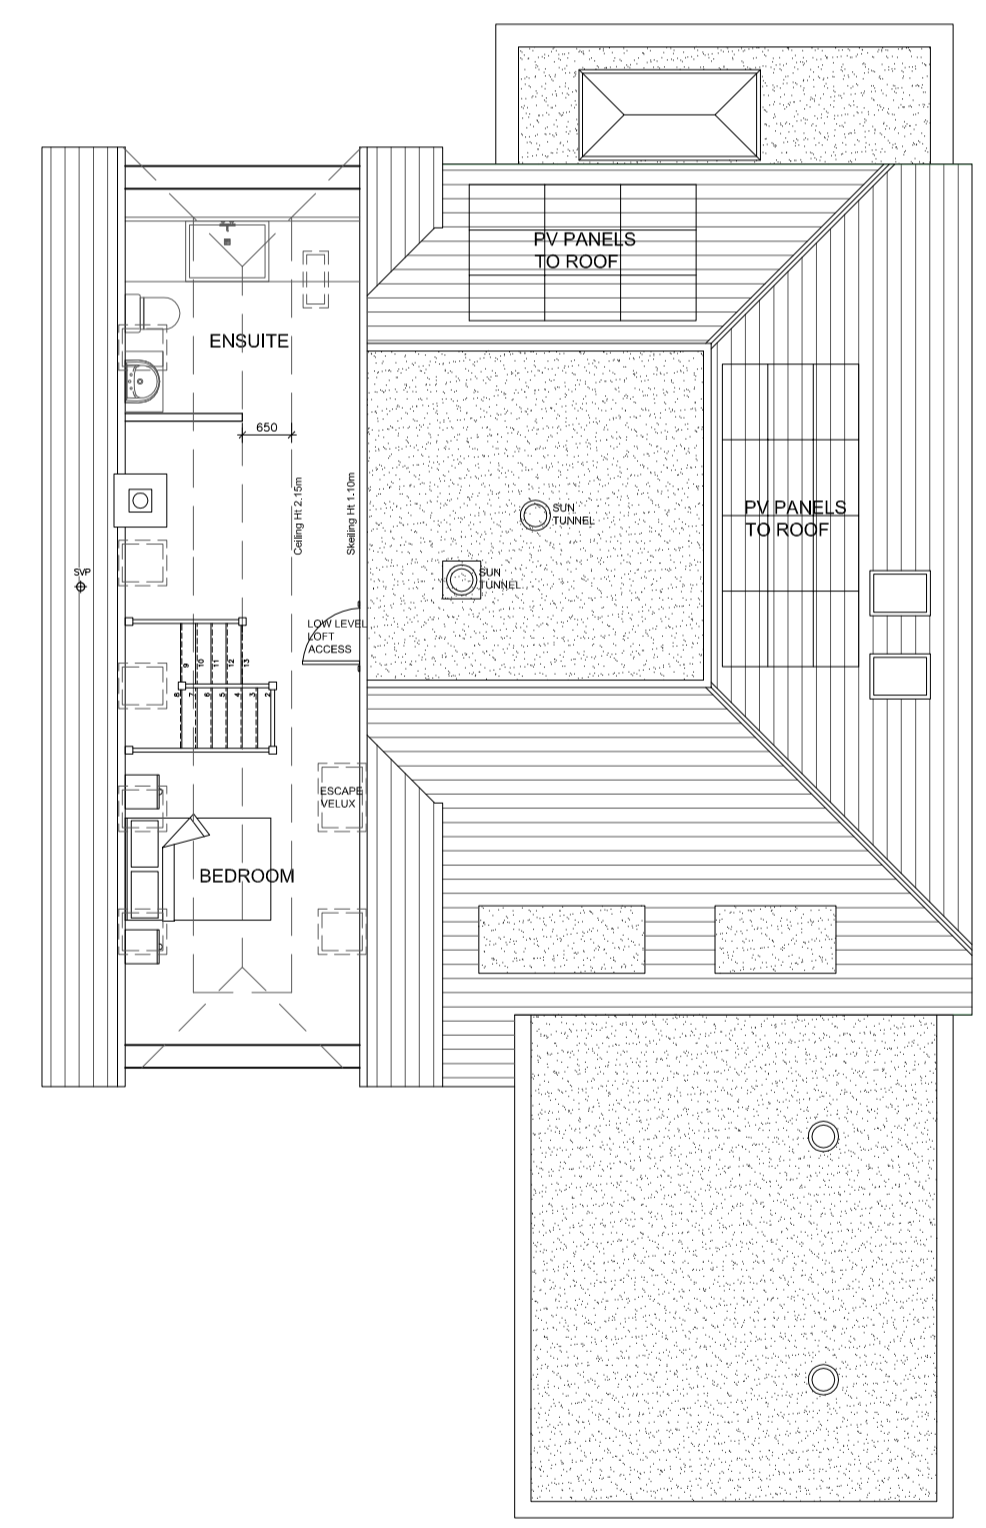 PV PANELS
TO ROOF
ENSUITE
650
Ceiling Ht 2.15m
Skeiling Ht 1.10m
PV PANELS
TO ROOF
SUN
TUNNEL
SUN
TUNNEL
SVP
LOW LEVEL
LOFT
ACCESS
9
10
11
12
13
8
7
6
5
4
3
2
ESCAPE
VELUX
BEDROOM